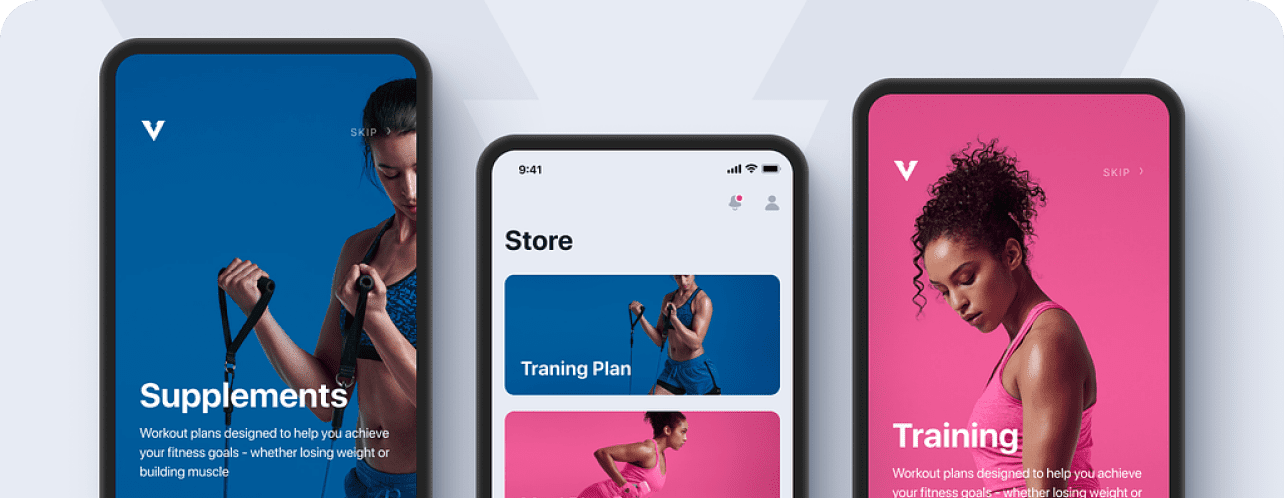 SKIP
Supplements
Workout plans designed to help you achieve
your fitness goals - whether losing weight or
building muscle
9:41
Store
Traning Plan
SKIP
Training
Workout plans designed to help you achieve
your fitness goals - whether losing weight or